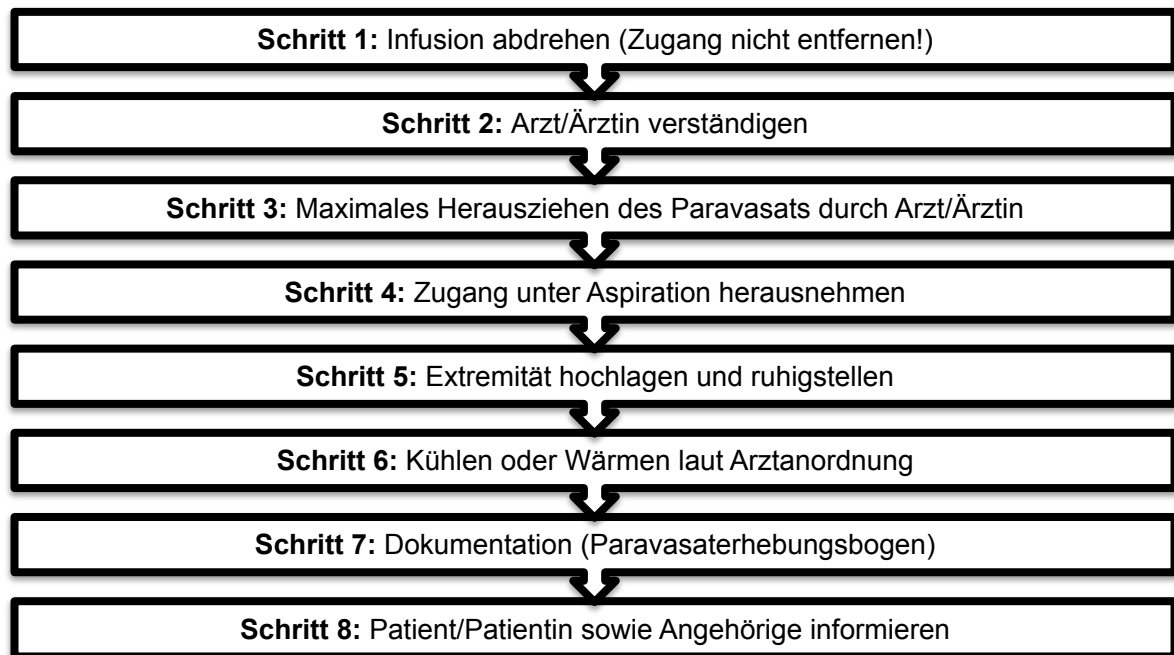 Schritt 1: Infusion abdrehen (Zugang nicht entfernen!)
Schritt 2: Arzt/Ärztin verständigen
Schritt 3: Maximales Herausziehen des Paravasats durch Arzt/Ärztin
Schritt 4: Zugang unter Aspiration herausnehmen
Schritt 5: Extremität hochlagen und ruhigstellen
Schritt 6: Kühlen oder Wärmen laut Arztanordnung
Schritt 7: Dokumentation (Paravasaterhebungsbogen)
Schritt 8: Patient/Patientin sowie Angehörige informieren